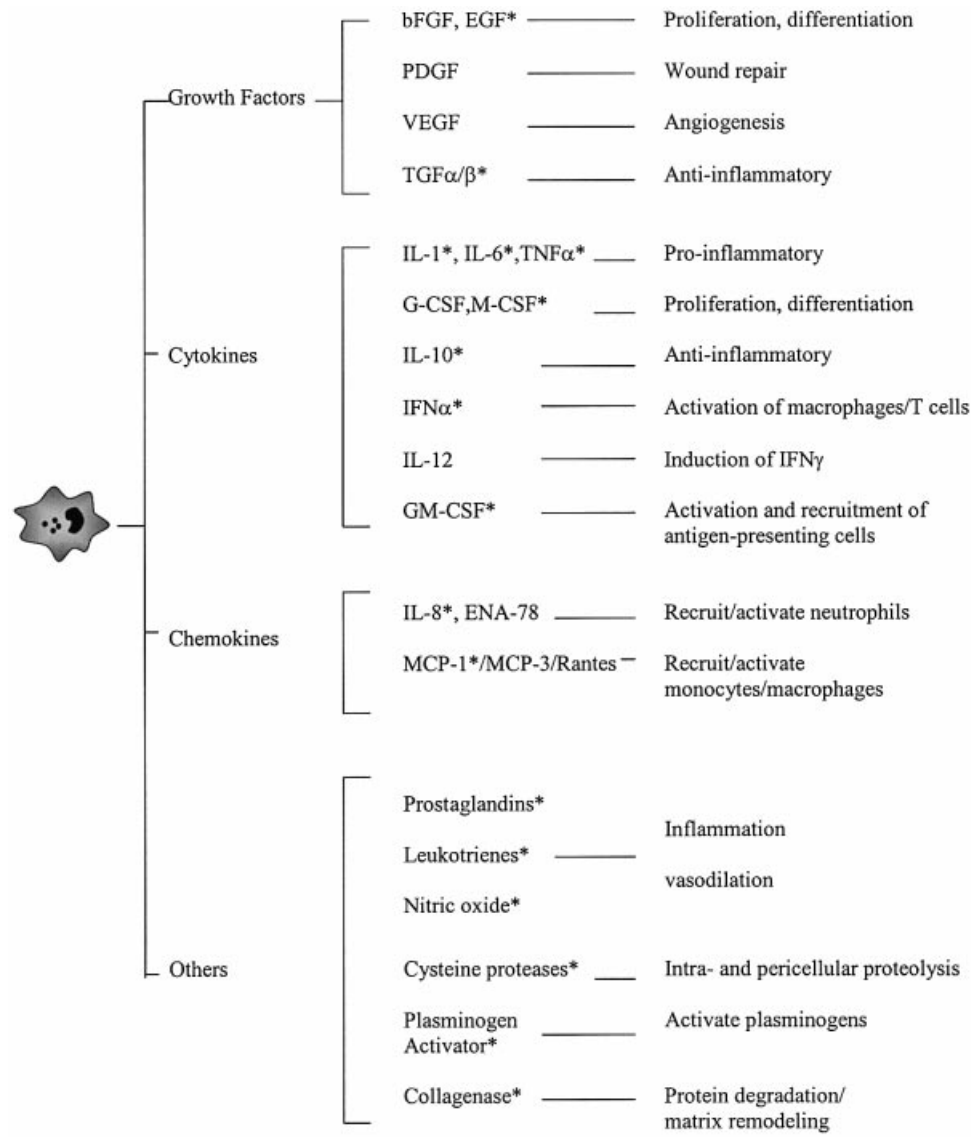 bFGF, EGF* Proliferation, differentiation
PDGF Wound repair
Growth Factors
VEGF Angiogenesis
TGFα/β* Anti-inflammatory
IL-1*, IL-6*,TNFα* Pro-inflammatory
G-CSF,M-CSF* Proliferation, differentiation
Cytokines IL-10* Anti-inflammatory
IFNα* Activation of macrophages/T cells
IL-12 Induction of IFNγ
GM-CSF* Activation and recruitment of
antigen-presenting cells
IL-8*, ENA-78 Recruit/activate neutrophils
Chemokines
MCP-1*/MCP-3/Rantes Recruit/activate
monocytes/macrophages
Prostaglandins*
Inflammation
Leukotrienes*
vasodilation
Nitric oxide*
Others Cysteine proteases* Intra- and pericellular proteolysis
Plasminogen Activate plasminogens
Activator*
Collagenase* Protein degradation/
matrix remodeling